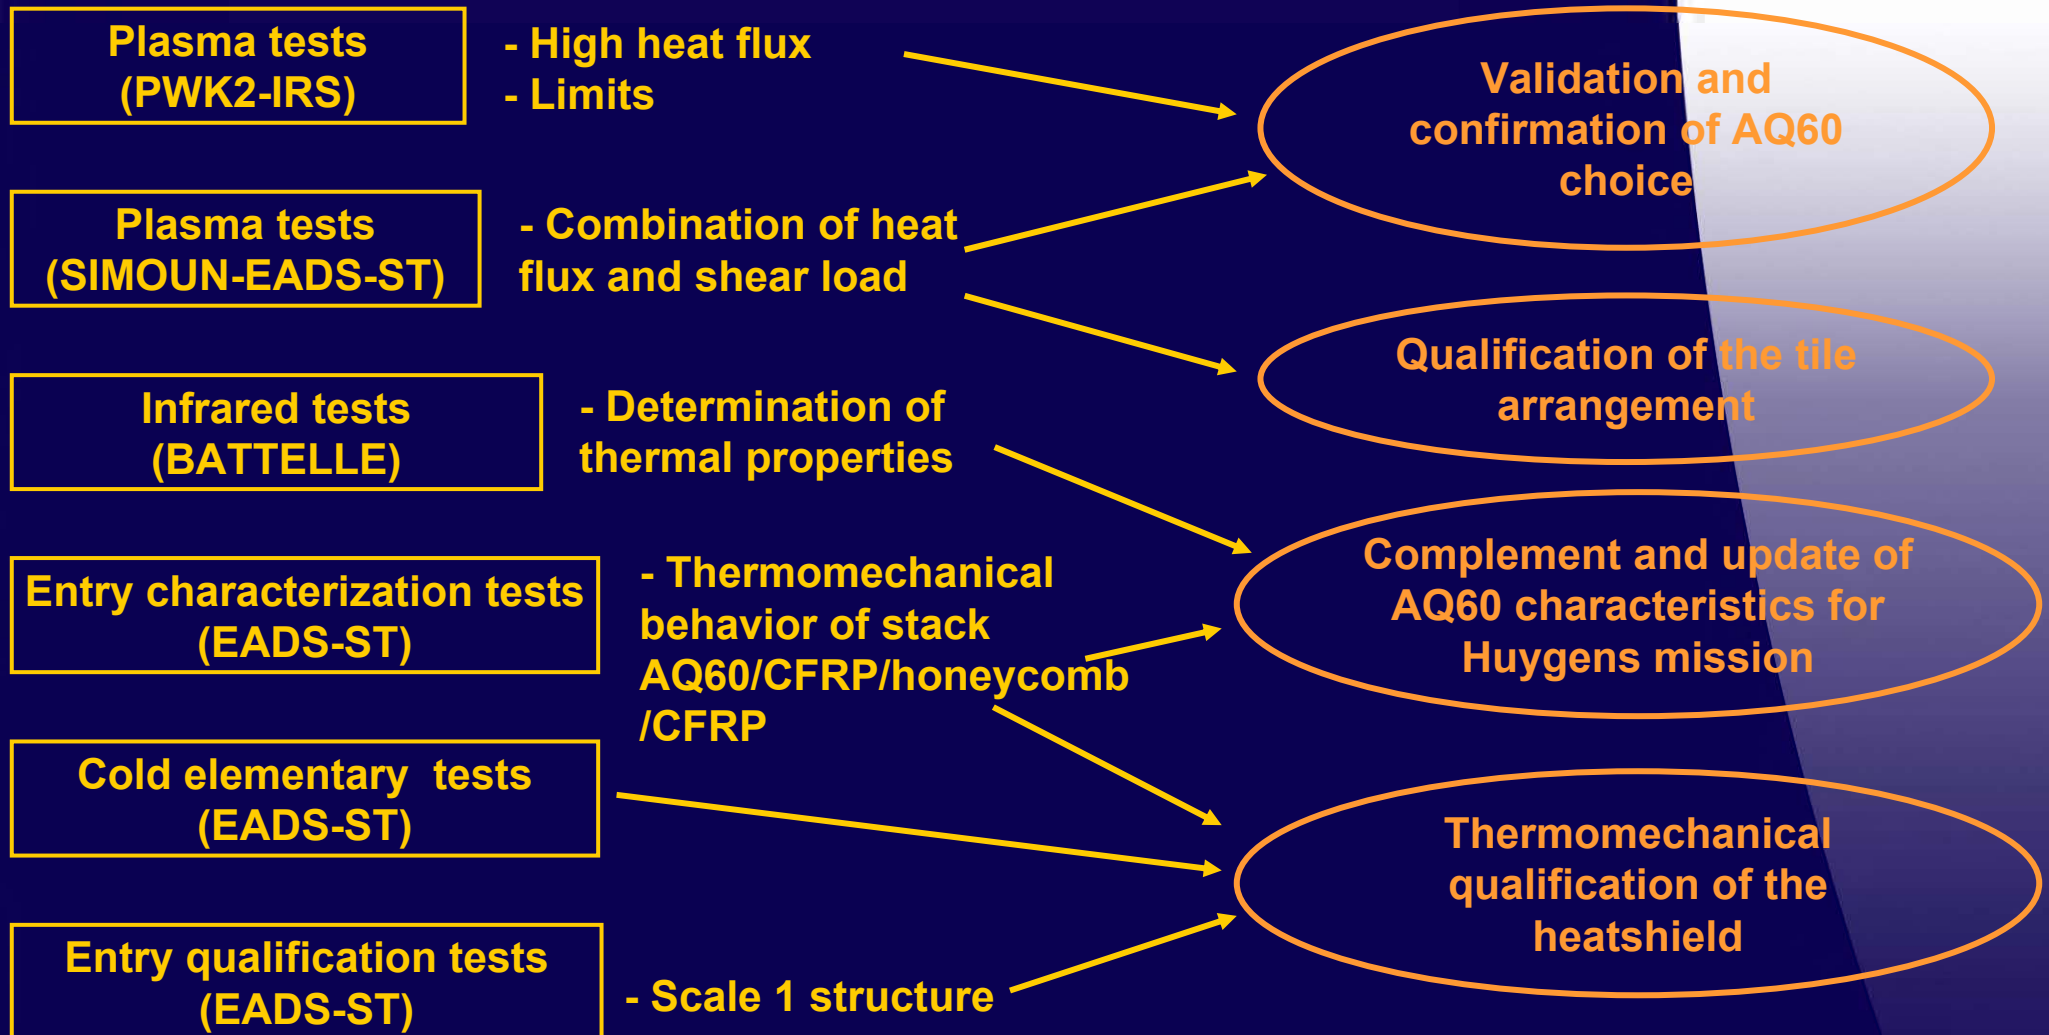 Plasma tests
(PWK2-IRS)
- High heat flux
- Limits
Validation and
confirmation of AQ60
choice
Plasma tests
(SIMOUN-EADS-ST)
- Combination of heat
flux and shear load
Qualification of the tile
arrangement
Infrared tests
(BATTELLE)
- Determination of
thermal properties
Complement and update of
AQ60 characteristics for
Huygens mission
Entry characterization tests
(EADS-ST)
- Thermomechanical
behavior of stack
AQ60/CFRP/honeycomb
/CFRP
Cold elementary tests
(EADS-ST)
Thermomechanical
qualification of the
heatshield
Entry qualification tests
(EADS-ST)
- Scale 1 structure